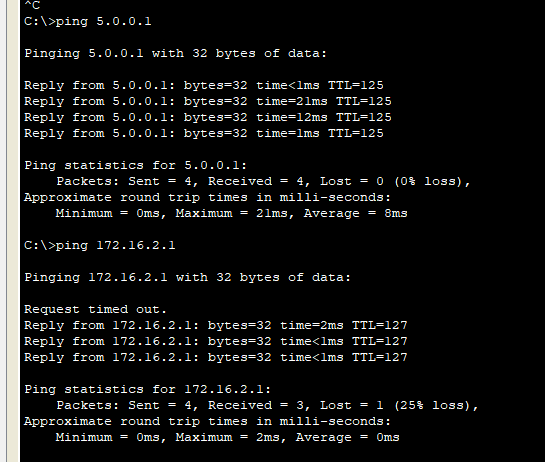 ^C
C:\>ping 5.0.0.1
Pinging 5.0.0.1 with 32 bytes of data:
Reply from 5.0.0.1: bytes=32 time<1ms TTL=125
Reply from 5.0.0.1: bytes=32 time=21ms TTL=125
Reply from 5.0.0.1: bytes=32 time=12ms TTL=125
Reply from 5.0.0.1: bytes=32 time=1ms TTL=125
Ping statistics for 5.0.0.1:
    Packets: Sent = 4, Received = 4, Lost = 0 (0% loss),
Approximate round trip times in milli-seconds:
    Minimum = 0ms, Maximum = 21ms, Average = 8ms
C:\>ping 172.16.2.1
Pinging 172.16.2.1 with 32 bytes of data:
Request timed out.
Reply from 172.16.2.1: bytes=32 time=2ms TTL=127
Reply from 172.16.2.1: bytes=32 time<1ms TTL=127
Reply from 172.16.2.1: bytes=32 time<1ms TTL=127
Ping statistics for 172.16.2.1:
    Packets: Sent = 4, Received = 3, Lost = 1 (25% loss),
Approximate round trip times in milli-seconds:
    Minimum = 0ms, Maximum = 2ms, Average = 0ms